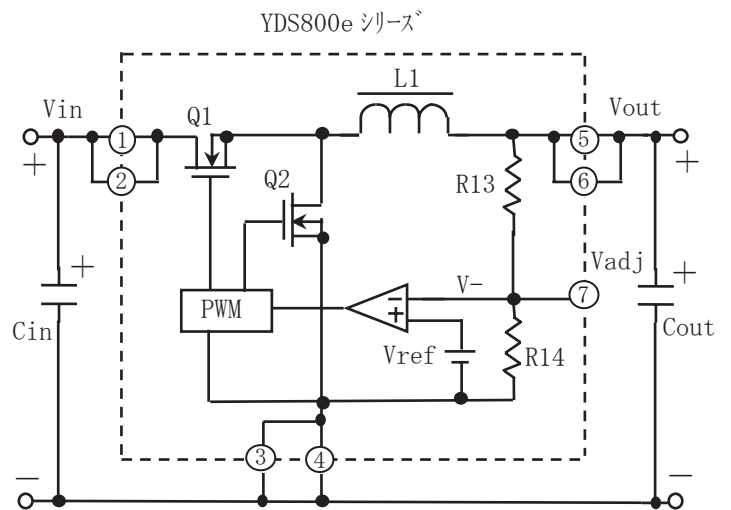 YDS800e シリーズ
L1
Vin
Q1
Vout
+
1
5
+
2
Q2
R13
6
+
V-
Vadj
7
+
PWM
−
+
Cin
Vref
R14
Cout
3
4
−
−